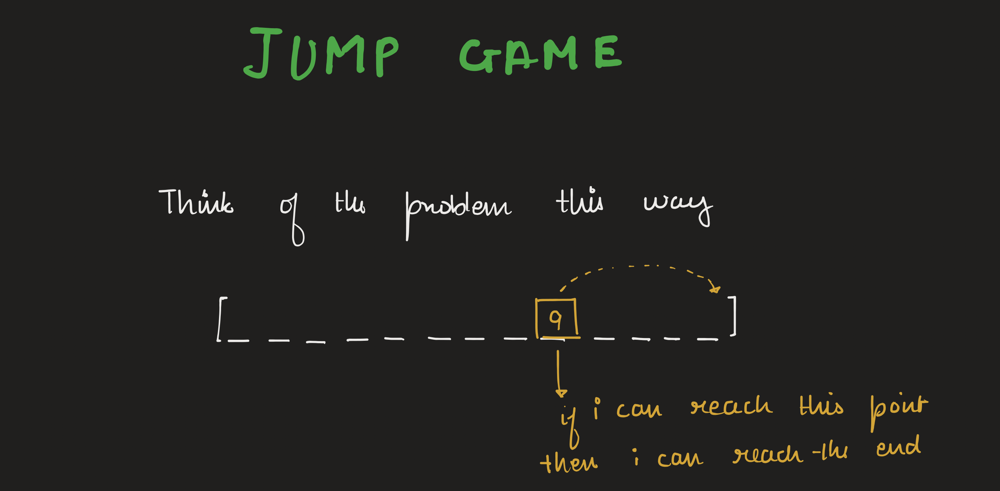 JUMP GAME
Think of the problem this way
[ _ _ _ _ _ _ _ _ 9 _ _ _ _ ]
if i can reach this point
then i can reach the end